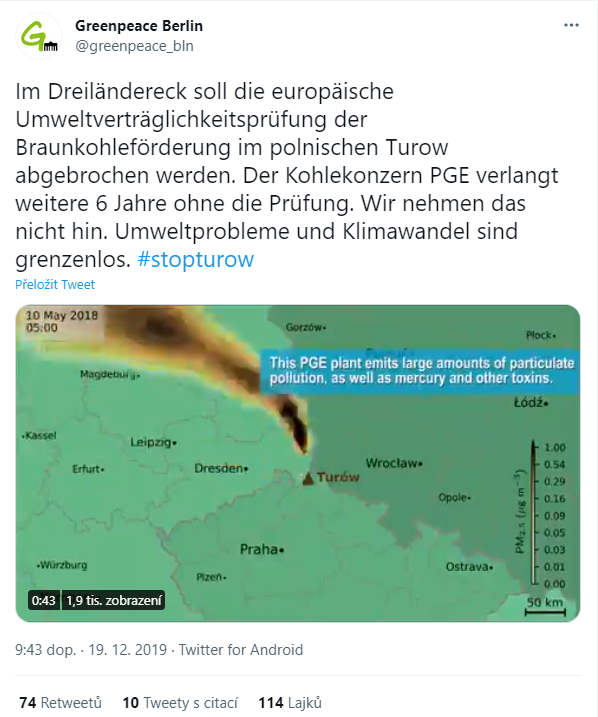 Greenpeace Berlin
@greenpeace_bln
Im Dreiländereck soll die europäische
Umweltverträglichkeitsprüfung der
Braunkohleförderung im polnischen Turow
abgebrochen werden. Der Kohlekonzern PGE verlangt
weitere 6 Jahre ohne die Prüfung. Wir nehmen das
nicht hin. Umweltprobleme und Klimawandel sind
grenzenlos. #stopturow
Přeložit Tweet
10 May 2018
05:00
Gorzów
Płock
This PGE plant emits large amounts of particulate
pollution, as well as mercury and other toxins.
Magdeburg
Łódź
Kassel
Leipzig
Erfurt
Dresden
Wrocław
Turów
Opole
Praha
Würzburg
Plzeń
Ostrava
1.00
0.54
0.29
0.16
0.09
0.05
0.03
0.01
0.00
PM2.5 (µg m−3)
50 km
0:43 1,9 tis. zobrazení
9:43 dop. · 19. 12. 2019 · Twitter for Android
74 Retweetů 10 Tweety s citací 114 Lajků